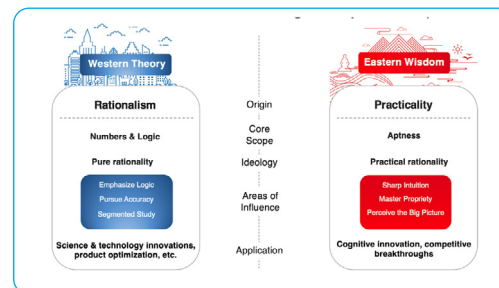 Western Theory
Eastern Wisdom
Rationalism
Origin
Practicality
Numbers & Logic
Core
Scope
Aptness
Pure rationality
Ideology
Practical rationality
Emphasize Logic
Pursue Accuracy
Segmented Study
Areas of
Influence
Sharp Intuition
Master Propriety
Perceive the Big Picture
Science & technology innovations,
product optimization, etc.
Application
Cognitive innovation, competitive
breakthroughs